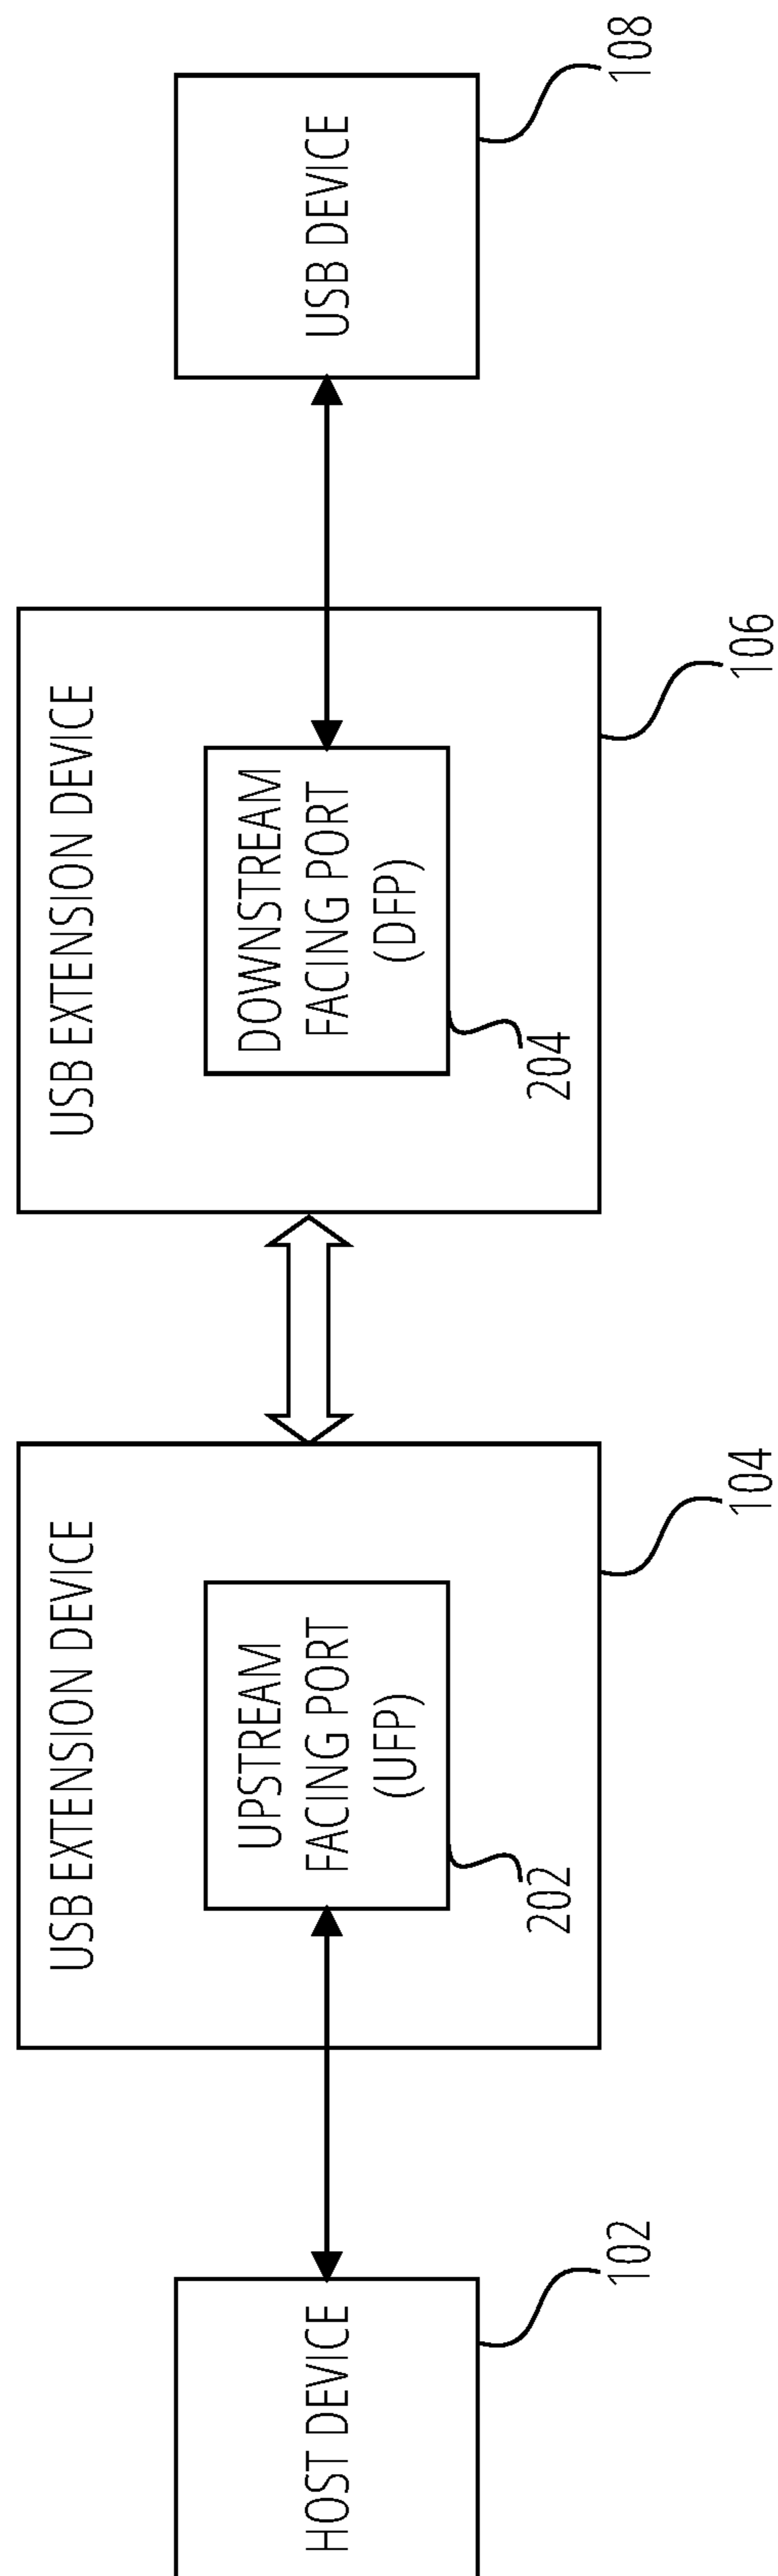 HOST DEVICE
102
USB EXTENSION DEVICE
UPSTREAM
FACING PORT
(UFP)
202
104
USB EXTENSION DEVICE
DOWNSTREAM
FACING PORT
(DFP)
204
106
USB DEVICE
108